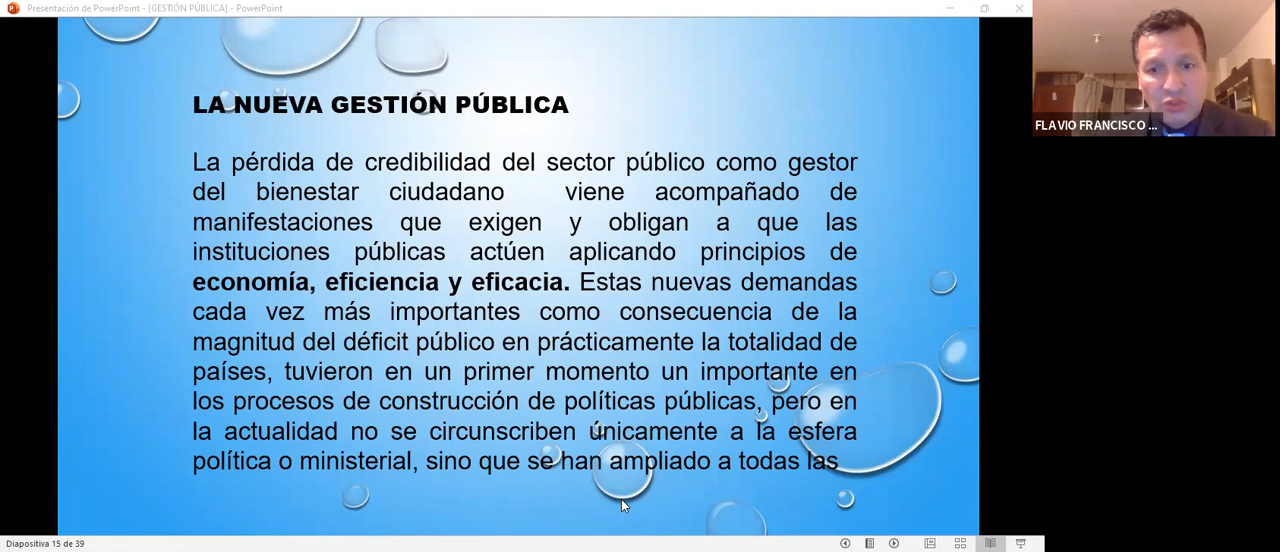 Presentación de PowerPoint - [GESTIÓN PÚBLICA] - PowerPoint
FLAVIO FRANCISCO ...
LA NUEVA GESTIÓN PÚBLICA
La pérdida de credibilidad del sector público como gestor
del bienestar ciudadano viene acompañado de
manifestaciones que exigen y obligan a que las
instituciones públicas actúen aplicando principios de
economía, eficiencia y eficacia. Estas nuevas demandas
cada vez más importantes como consecuencia de la
magnitud del déficit público en prácticamente la totalidad de
países, tuvieron en un primer momento un importante en
los procesos de construcción de políticas públicas, pero en
la actualidad no se circunscriben únicamente a la esfera
política o ministerial, sino que se han ampliado a todas las
Diapositiva 15 de 39